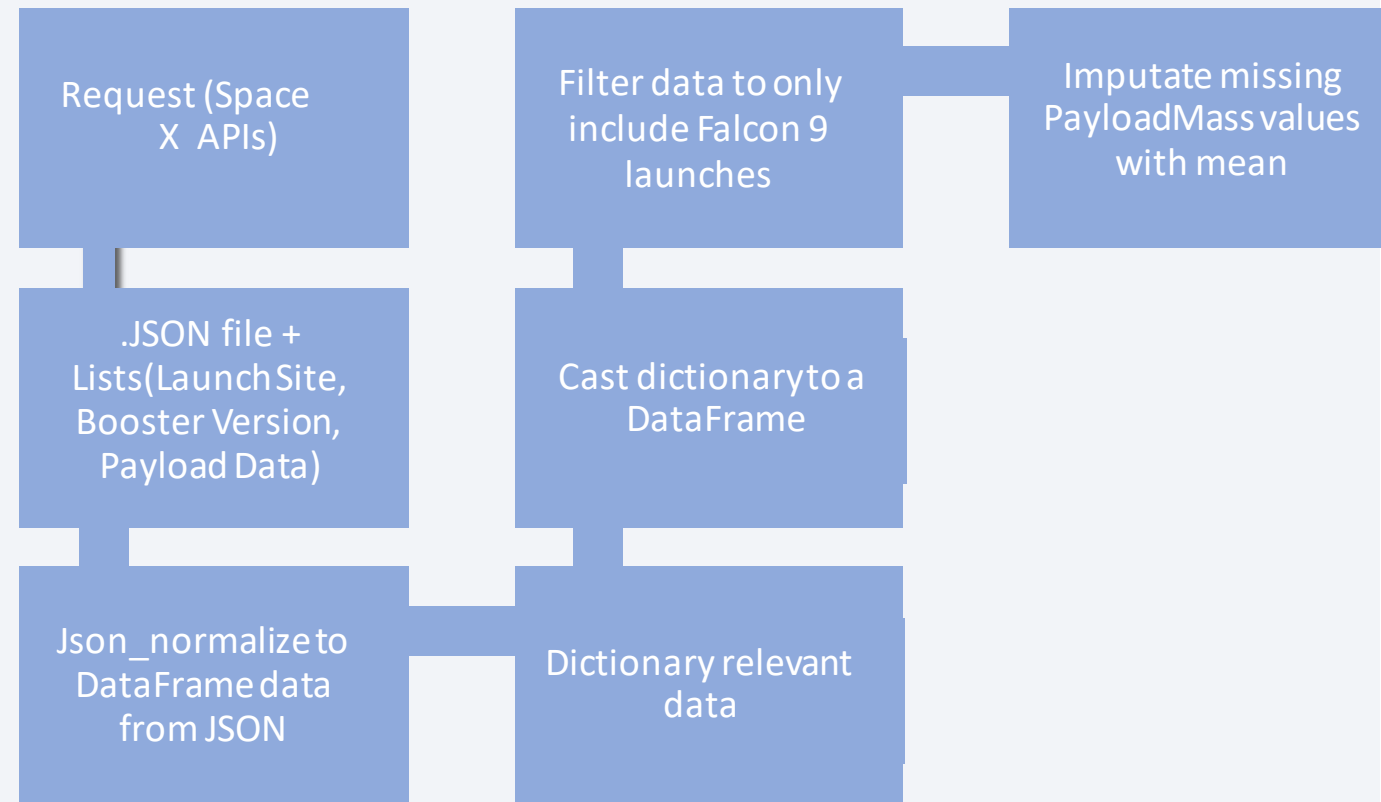 Request (Space
X APIs)
.JSON file +
Lists(Launch Site,
Booster Version,
Payload Data)
Json_normalize to
DataFrame data
from JSON
Dictionary relevant
data
Cast dictionary to a
DataFrame
Filter data to only
include Falcon 9
launches
Imputate missing
PayloadMass values
with mean